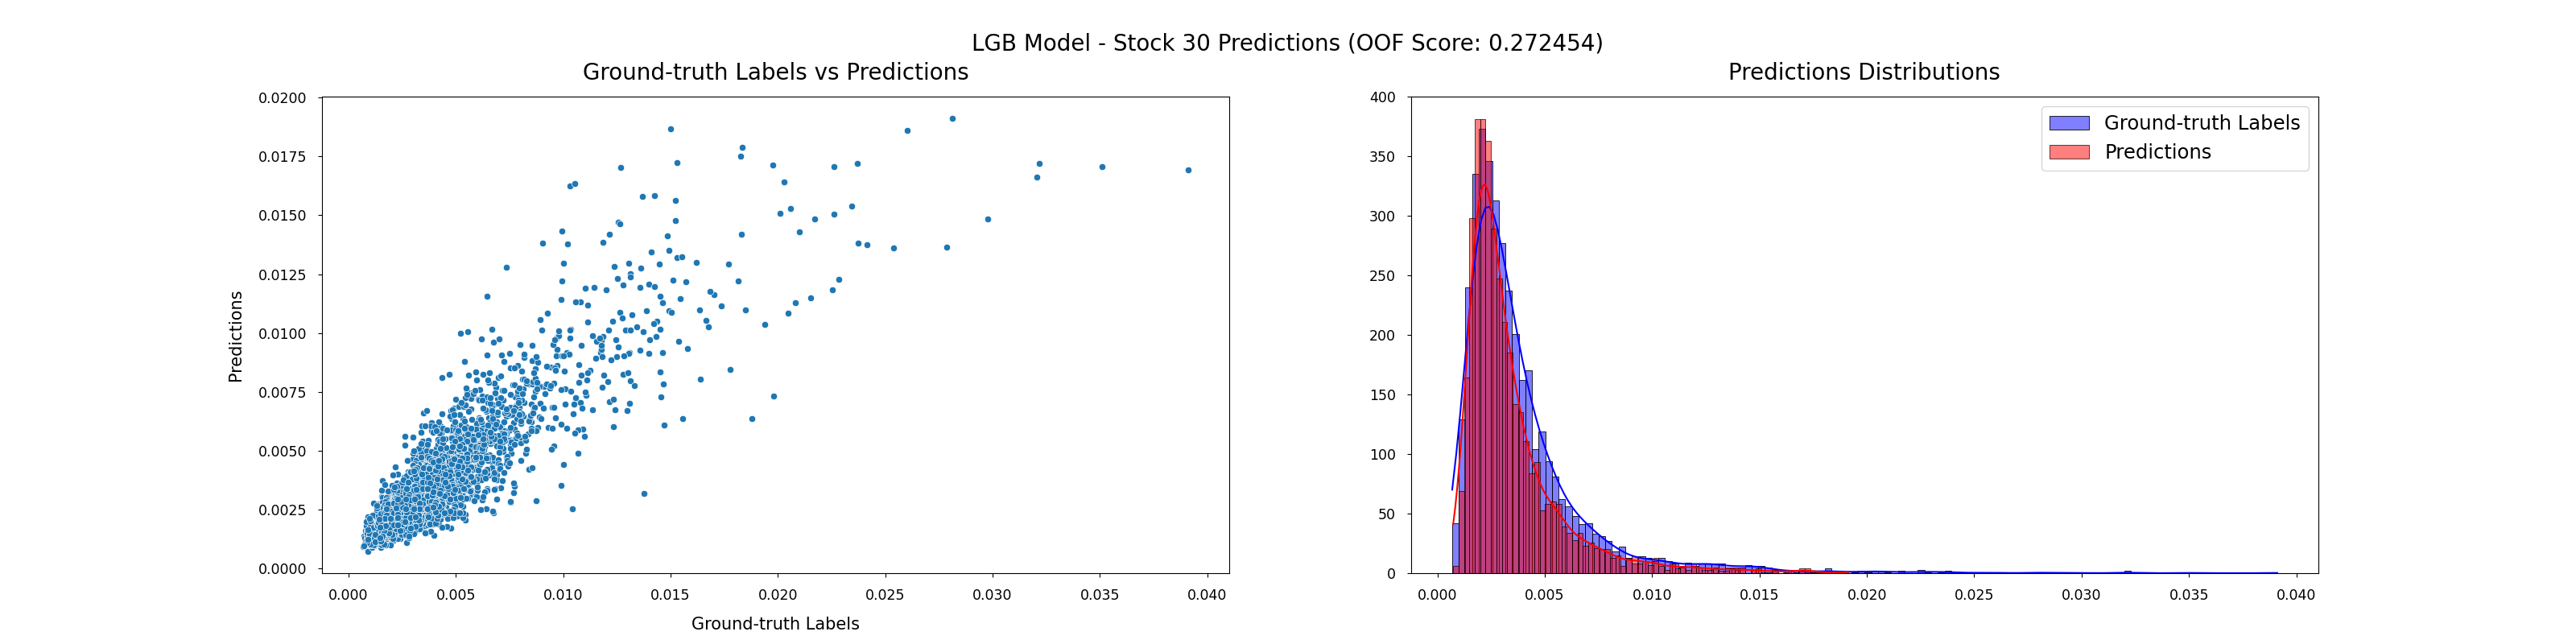 LGB Model - Stock 30 Predictions (OOF Score: 0.272454)
Ground-truth Labels vs Predictions
0.0200
0.0175
0.0150
0.0125
0.0100
0.0075
0.0050
0.0025
0.0000
Predictions
0.000 0.005 0.010 0.015 0.020 0.025 0.030 0.035 0.040
Ground-truth Labels
Predictions Distributions
400
350
300
250
200
150
100
50
0
Ground-truth Labels
Predictions
0.000 0.005 0.010 0.015 0.020 0.025 0.030 0.035 0.040